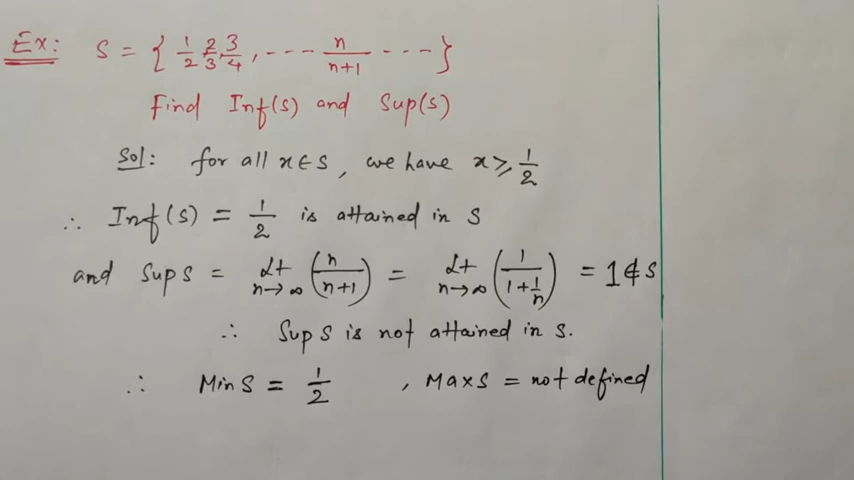 Ex: S = { 1/2 2/3, 3/4, ---- n/n+1 --- }
Find Inf(s) and Sup(s)
Sol: for all x ∈ s, we have x ≥ 1/2
∴ Inf(s) = 1/2 is attained in S
and Sup s = Lt n→∞ (n/n+1) = Lt n→∞ (1/1+1/n) = 1 ∉ s
∴ Sup s is not attained in s.
∴ Min S = 1/2 , Max s = not defined